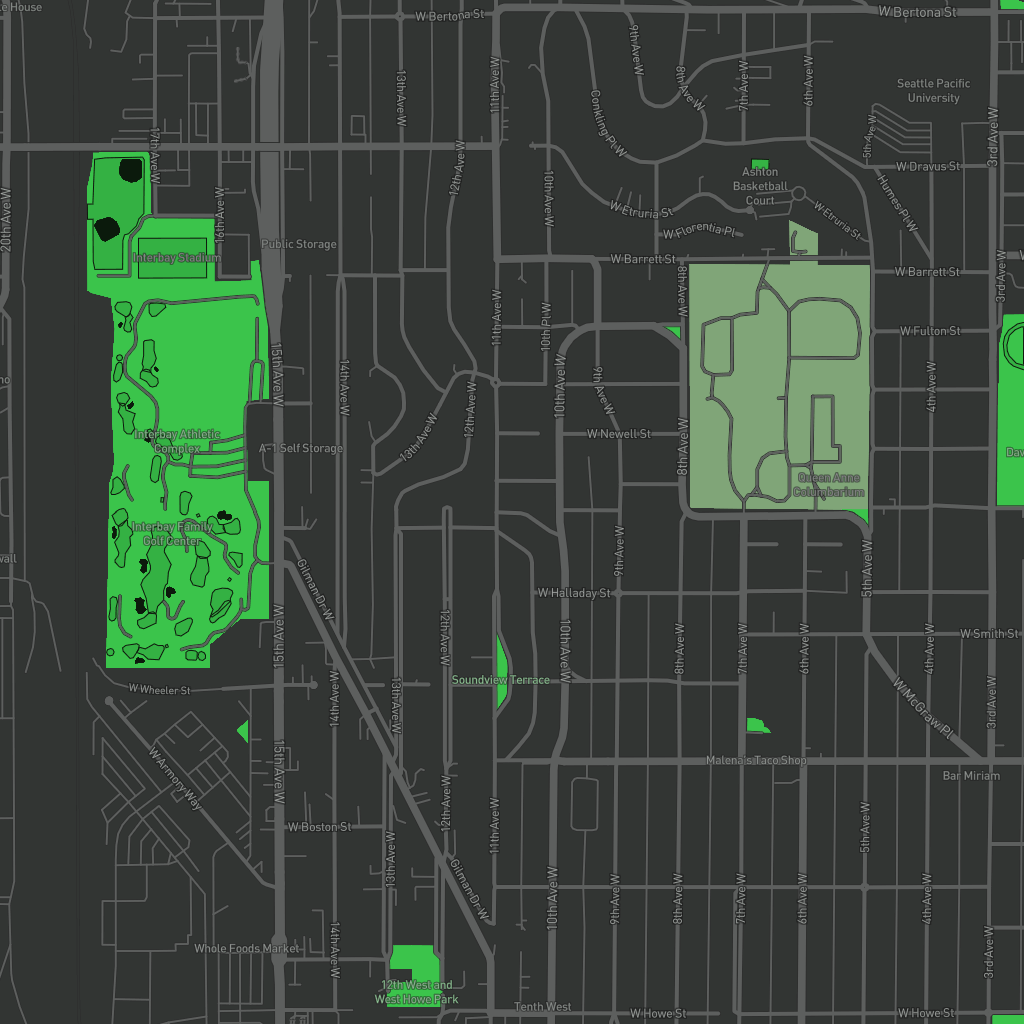 W Bertona St
W Bertona St
9th Ave W
8th Ave W
7th Ave W
6th Ave W
11th Ave W
13th Ave W
Conkling Pl W
Seattle Pacific
University
5th Ave W
3rd Ave W
17th Ave W
12th Ave W
W Dravus St
Ashton
Basketball
Court
20th Ave W
16th Ave W
10th Ave W
W Etruria St
W Etruria St
Humes Pl W
W Florentia Pl
Public Storage
Interbay Stadium
W Barrett St
W Barrett St
8th Ave W
3rd Ave W
11th Ave W
10th Pl W
W Fulton St
15th Ave W
14th Ave W
10th Ave W
9th Ave W
4th Ave W
12th Ave W
13th Ave W
W Newell St
8th Ave W
Interbay Athletic
Complex
A-1 Self Storage
Queen Anne
Columbarium
Interbay Family
Golf Center
9th Ave W
5th Ave W
Gilman Dr W
W Halladay St
15th Ave W
12th Ave W
10th Ave W
8th Ave W
7th Ave W
6th Ave W
4th Ave W
W Smith St
Soundview Terrace
W Wheeler St
14th Ave W
13th Ave W
3rd Ave W
W McGraw Pl
W Armory Way
15th Ave W
Malena's Taco Shop
Bar Miriam
12th Ave W
11th Ave W
5th Ave W
W Boston St
13th Ave W
Gilman Dr W
10th Ave W
9th Ave W
8th Ave W
7th Ave W
6th Ave W
4th Ave W
Whole Foods Market
14th Ave W
3rd Ave W
12th West and
West Howe Park
Tenth West
W Howe St
W Howe St